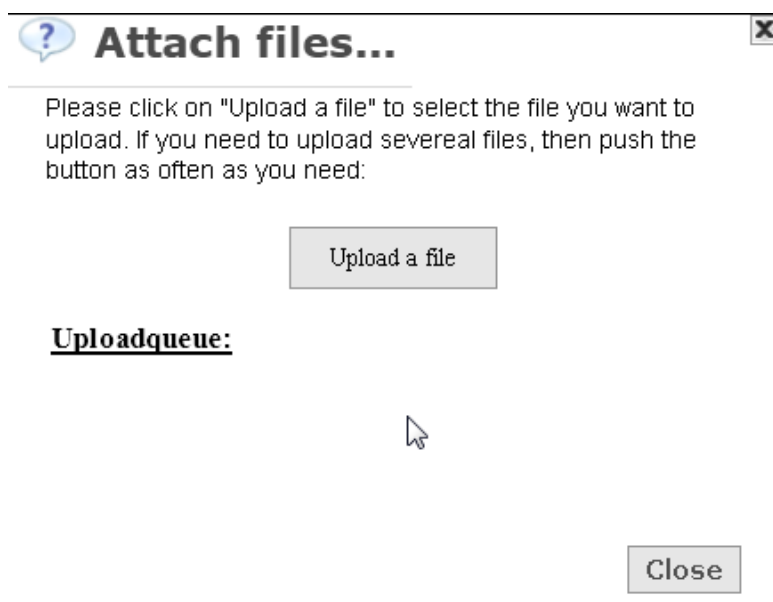 Attach files...
Please click on "Upload a file" to select the file you want to
upload. If you need to upload severeal files, then push the
button as often as you need:
Upload a file
Uploadqueue:
Close